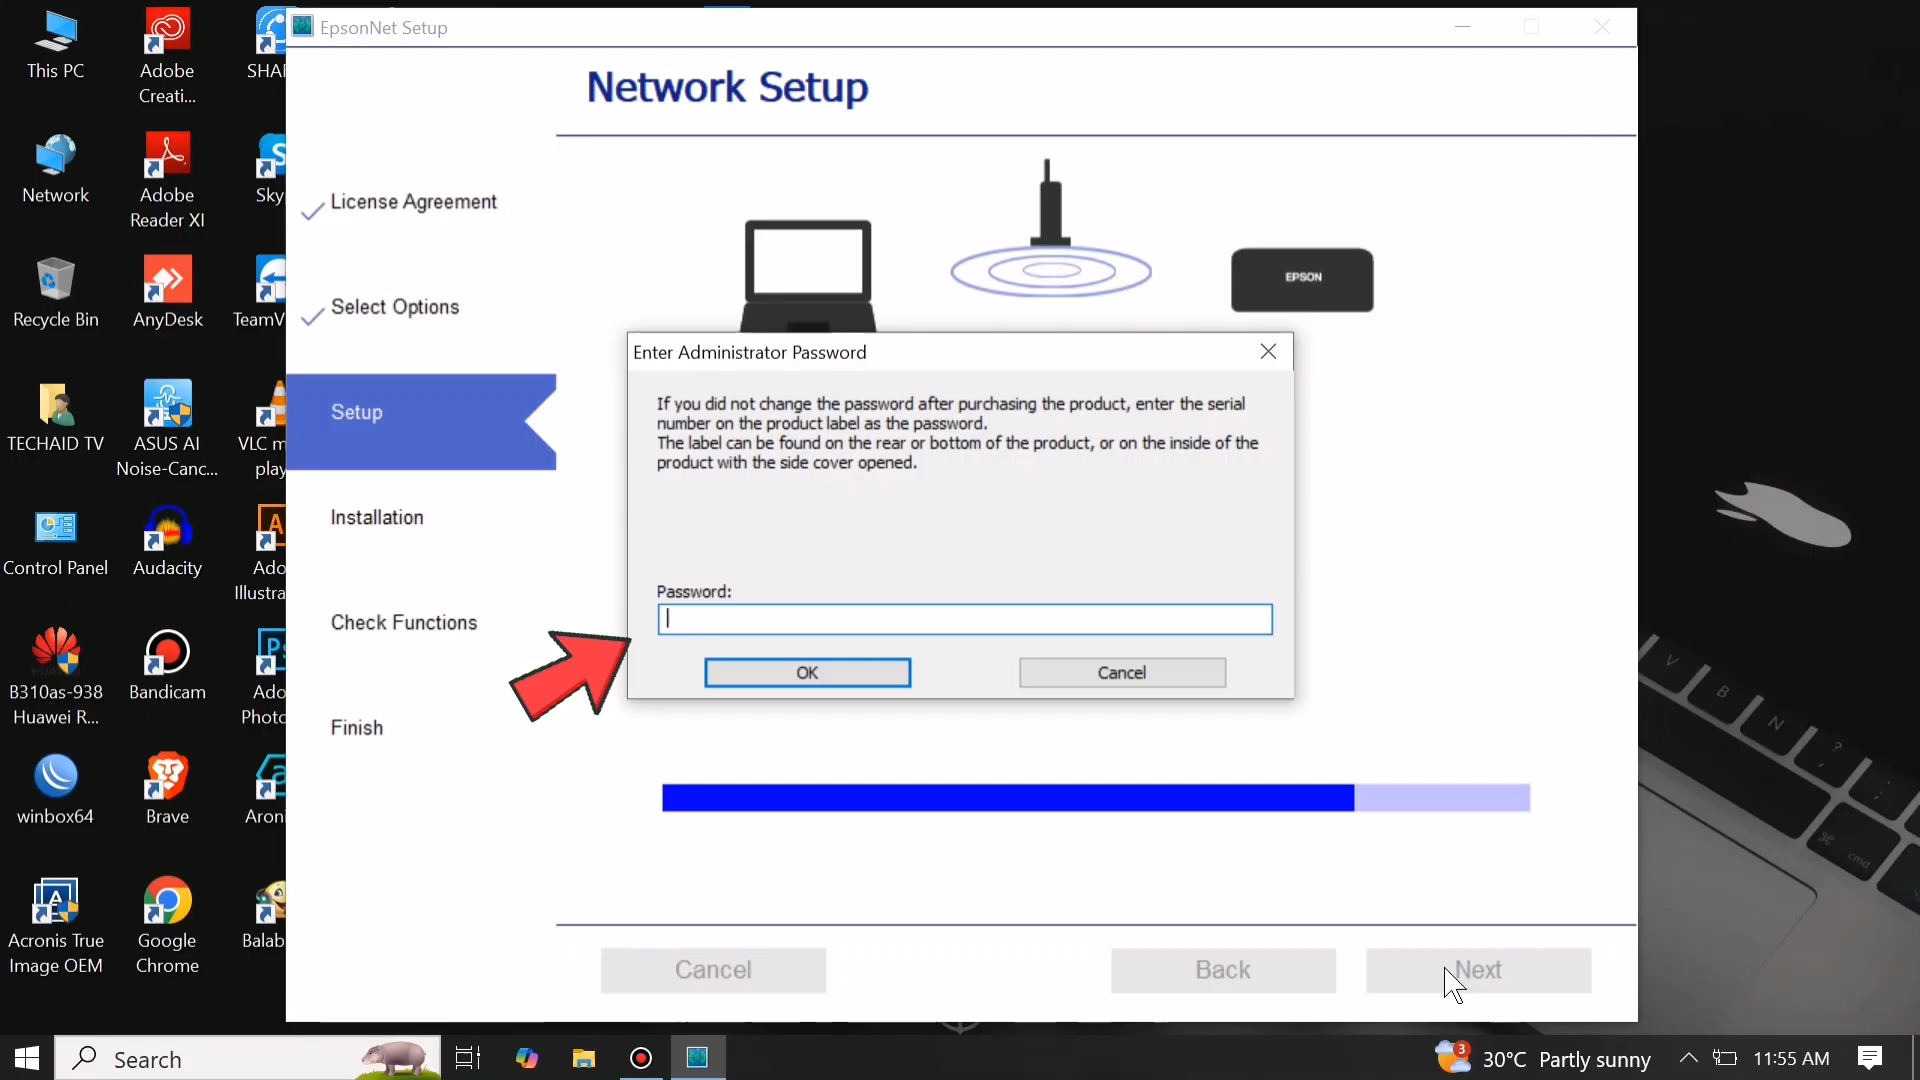 EpsonNet Setup
Network Setup
License Agreement
Select Options
Setup
Installation
Check Functions
Finish
EPSON
Enter Administrator Password
If you did not change the password after purchasing the product, enter the serial
number on the product label as the password.
The label can be found on the rear or bottom of the product, or on the inside of the
product with the side cover opened.
Password:
OK
Cancel
Cancel
Back
Next
This PC
Adobe
Creati...
SHA
Network
Adobe
Reader XI
Sky
Recycle Bin
AnyDesk
TeamV
TECHAID TV
ASUS AI
Noise-Canc...
VLC m
play
Control Panel
Audacity
Ado
Illustra
B310as-938
Huawei R...
Bandicam
Ado
Photo
winbox64
Brave
Aroni
Acronis True
Image OEM
Google
Chrome
Balab
V
B
N
?
cmd
Search
3
30°C Partly sunny
11:55 AM